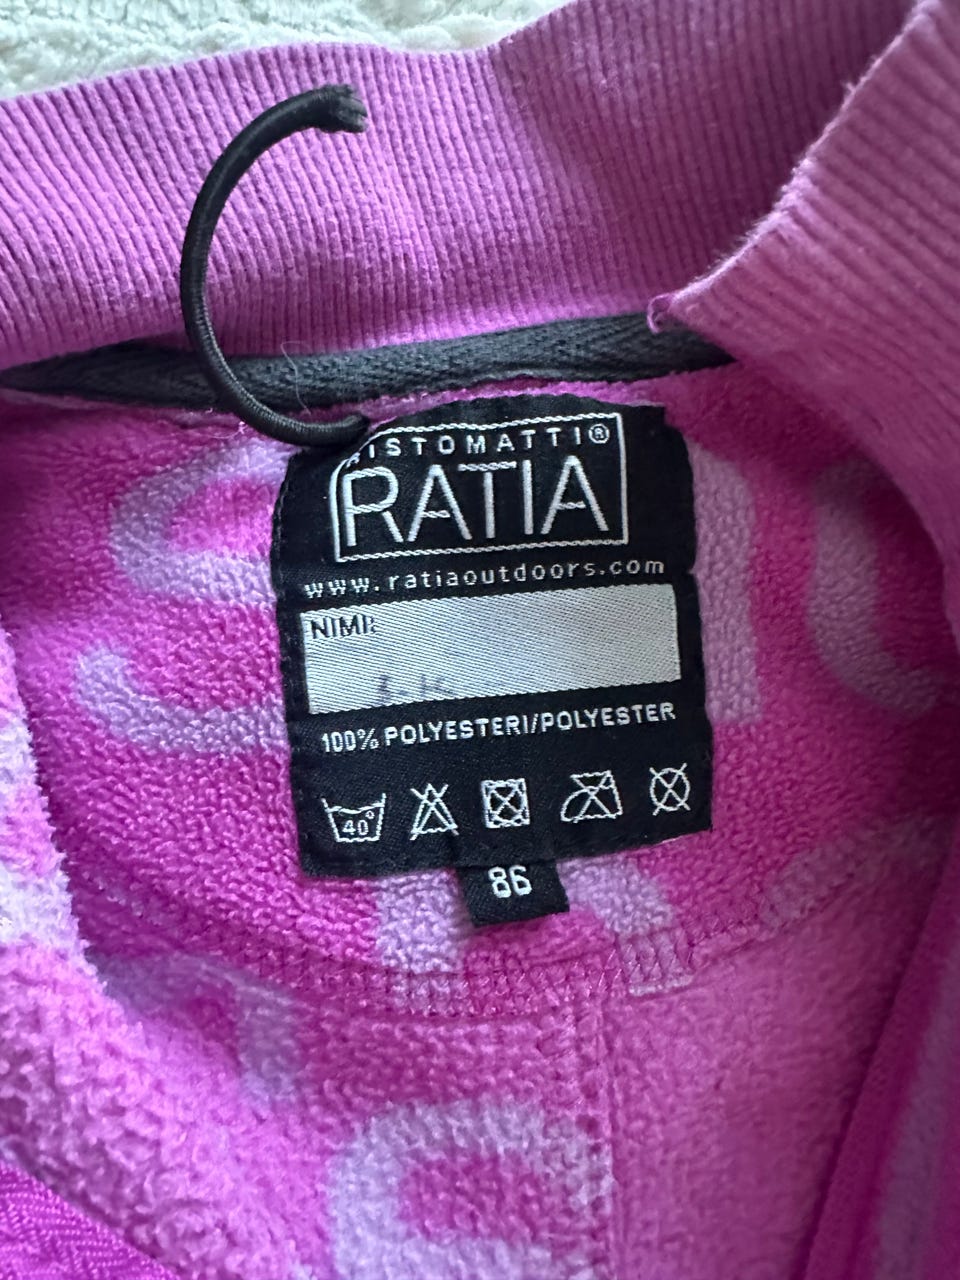 RISTOMATTI®
RATIA
www.ratiaoutdoors.com
NIMI:
100% POLYESTERI/POLYESTER
40°
86